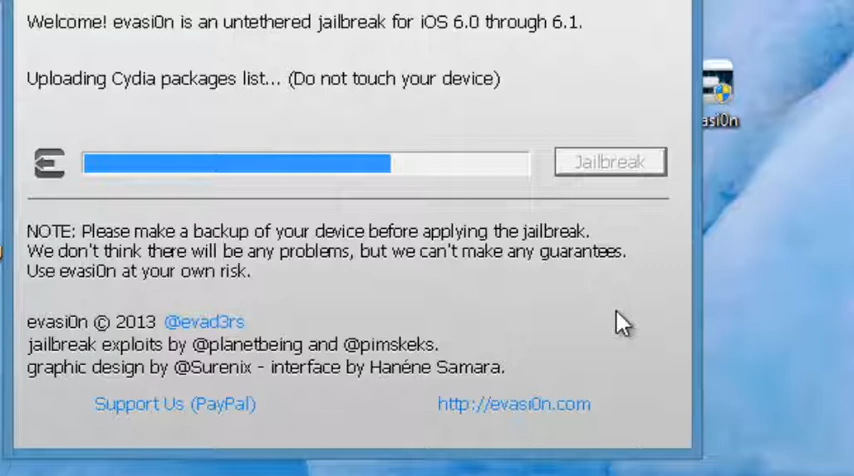 Welcome! evasi0n is an untethered jailbreak for iOS 6.0 through 6.1.
Uploading Cydia packages list... (Do not touch your device)
Jailbreak
NOTE: Please make a backup of your device before applying the jailbreak.
We don't think there will be any problems, but we can't make any guarantees.
Use evasi0n at your own risk.
evasi0n © 2013 @evad3rs
jailbreak exploits by @planetbeing and @pimskeks.
graphic design by @Surenix - interface by Hanéne Samara.
Support Us (PayPal) http://evasi0n.com
asi0n